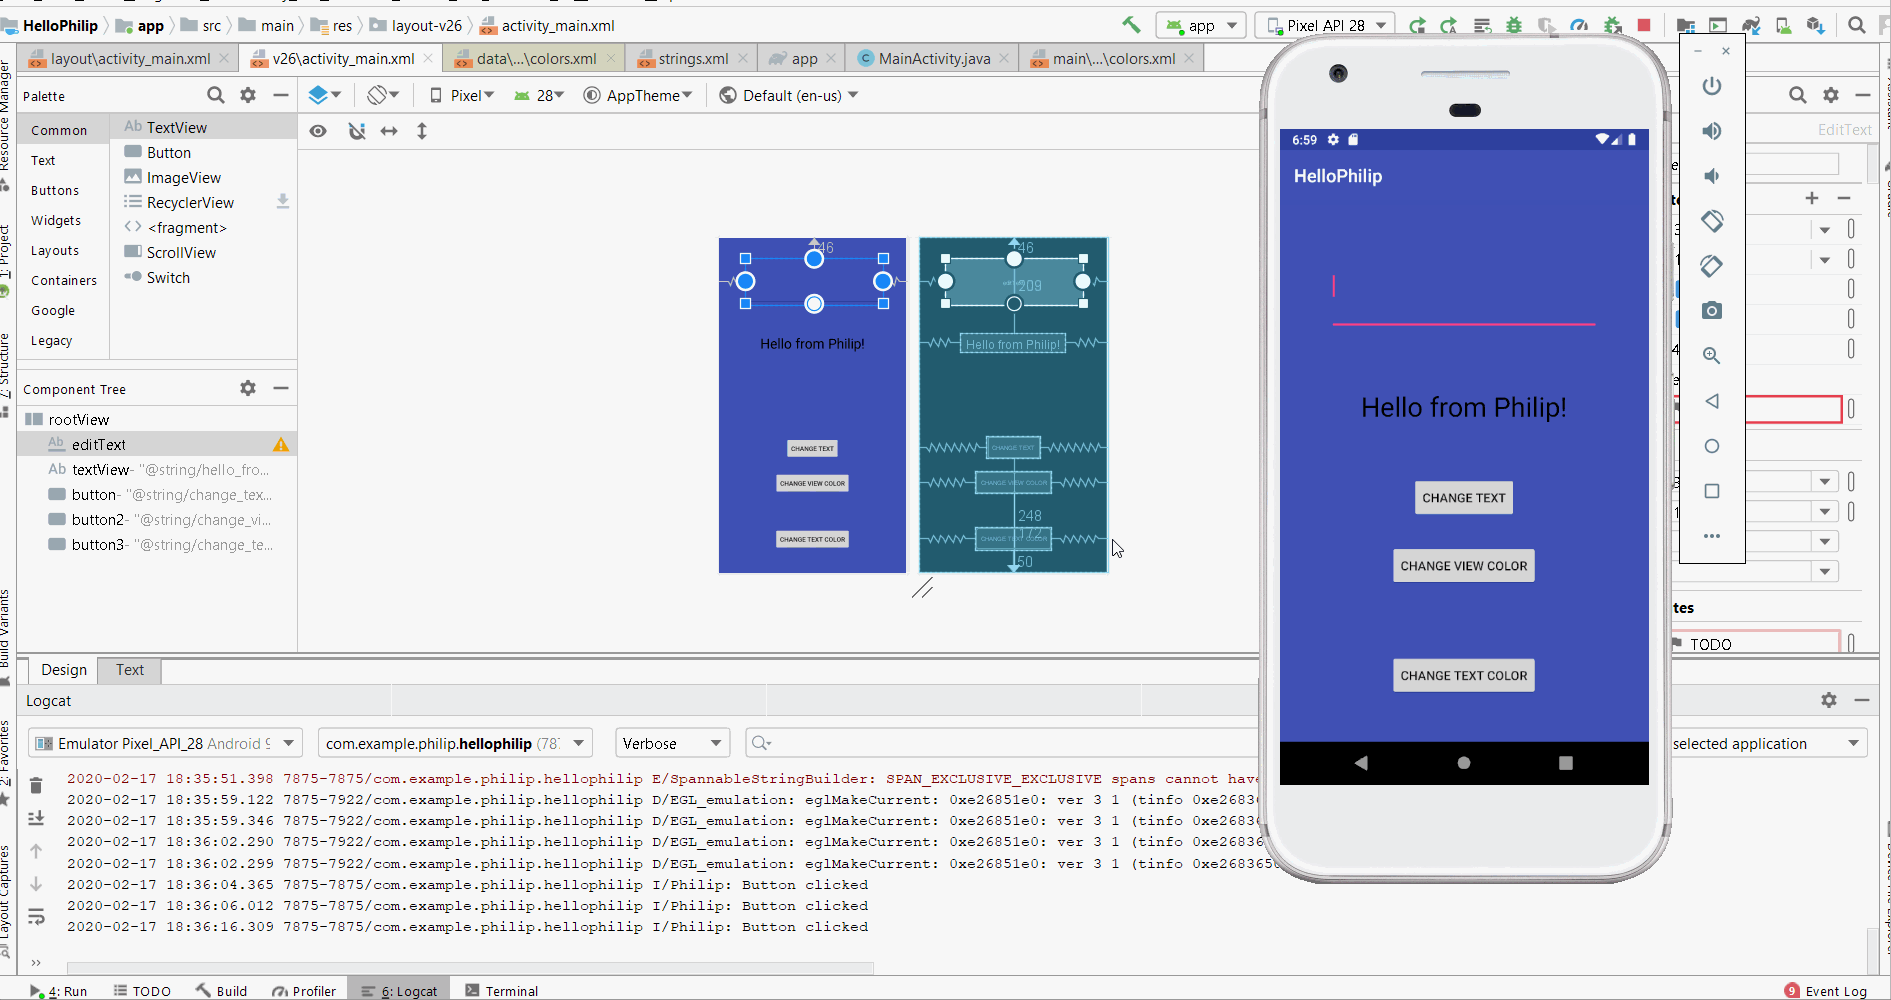 HelloPhilip app src main res layout-v26 activity_main.xml app Pixel API 28
layout\activity_main.xml v26\activity_main.xml data\...\colors.xml strings.xml app MainActivity.java main\...\colors.xml
Palette Pixel 28 AppTheme Default (en-us)
Common
Text
Buttons
Widgets
Layouts
Containers
Google
Legacy
Ab TextView
Button
ImageView
RecyclerView
<fragment>
ScrollView
Switch
EditText
Component Tree
rootView
Ab editText
Ab textView- "@string/hello_fro...
button- "@string/change_tex...
button2- "@string/change_vi...
button3- "@string/change_te...
46
Hello from Philip!
CHANGE TEXT
CHANGE VIEW COLOR
CHANGE TEXT COLOR
46
209
Hello from Philip!
CHANGE TEXT
CHANGE VIEW COLOR
248
172
CHANGE TEXT COLOR
50
6:59
HelloPhilip
Hello from Philip!
CHANGE TEXT
CHANGE VIEW COLOR
CHANGE TEXT COLOR
tes
TODO
Resource Manager
1: Project
7: Structure
Build Variants
2: Favorites
Layout Captures
Design Text
Logcat
Emulator Pixel_API_28 Android 9 com.example.philip.hellophilip (787 Verbose selected application
2020-02-17 18:35:51.398 7875-7875/com.example.philip.hellophilip E/SpannableStringBuilder: SPAN_EXCLUSIVE_EXCLUSIVE spans cannot have
2020-02-17 18:35:59.122 7875-7922/com.example.philip.hellophilip D/EGL_emulation: eglMakeCurrent: 0xe26851e0: ver 3 1 (tinfo 0xe2683
2020-02-17 18:35:59.346 7875-7922/com.example.philip.hellophilip D/EGL_emulation: eglMakeCurrent: 0xe26851e0: ver 3 1 (tinfo 0xe2683
2020-02-17 18:36:02.290 7875-7922/com.example.philip.hellophilip D/EGL_emulation: eglMakeCurrent: 0xe26851e0: ver 3 1 (tinfo 0xe2683
2020-02-17 18:36:02.299 7875-7922/com.example.philip.hellophilip D/EGL_emulation: eglMakeCurrent: 0xe26851e0: ver 3 1 (tinfo 0xe268365
2020-02-17 18:36:04.365 7875-7875/com.example.philip.hellophilip I/Philip: Button clicked
2020-02-17 18:36:06.012 7875-7875/com.example.philip.hellophilip I/Philip: Button clicked
2020-02-17 18:36:16.309 7875-7875/com.example.philip.hellophilip I/Philip: Button clicked
4: Run TODO Build Profiler 6: Logcat Terminal 9 Event Log